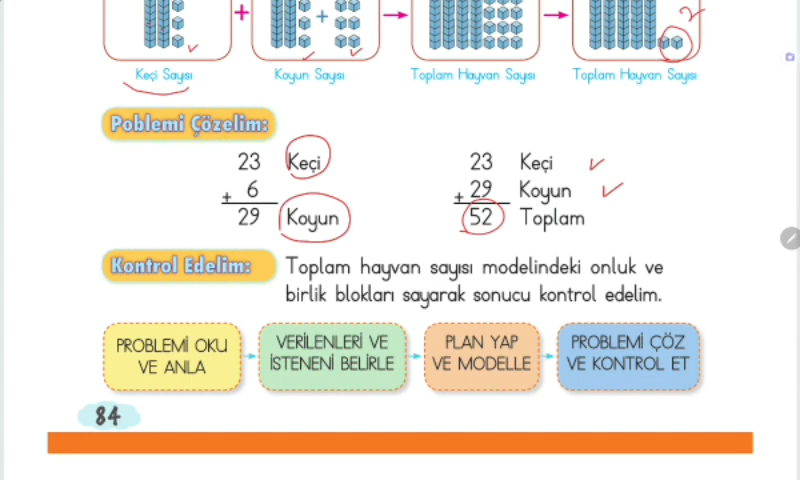 + + 2
Keçi Sayısı Koyun Sayısı Toplam Hayvan Sayısı Toplam Hayvan Sayısı
Poblemi Çözelim:
23 Keçi 23 Keçi
+ 6 + 29 Koyun
29 Koyun 52 Toplam
Kontrol Edelim: Toplam hayvan sayısı modelindeki onluk ve
birlik blokları sayarak sonucu kontrol edelim.
PROBLEMİ OKU VERİLENLERİ VE PLAN YAP PROBLEMİ ÇÖZ
VE ANLA İSTENENİ BELİRLE VE MODELLE VE KONTROL ET
84